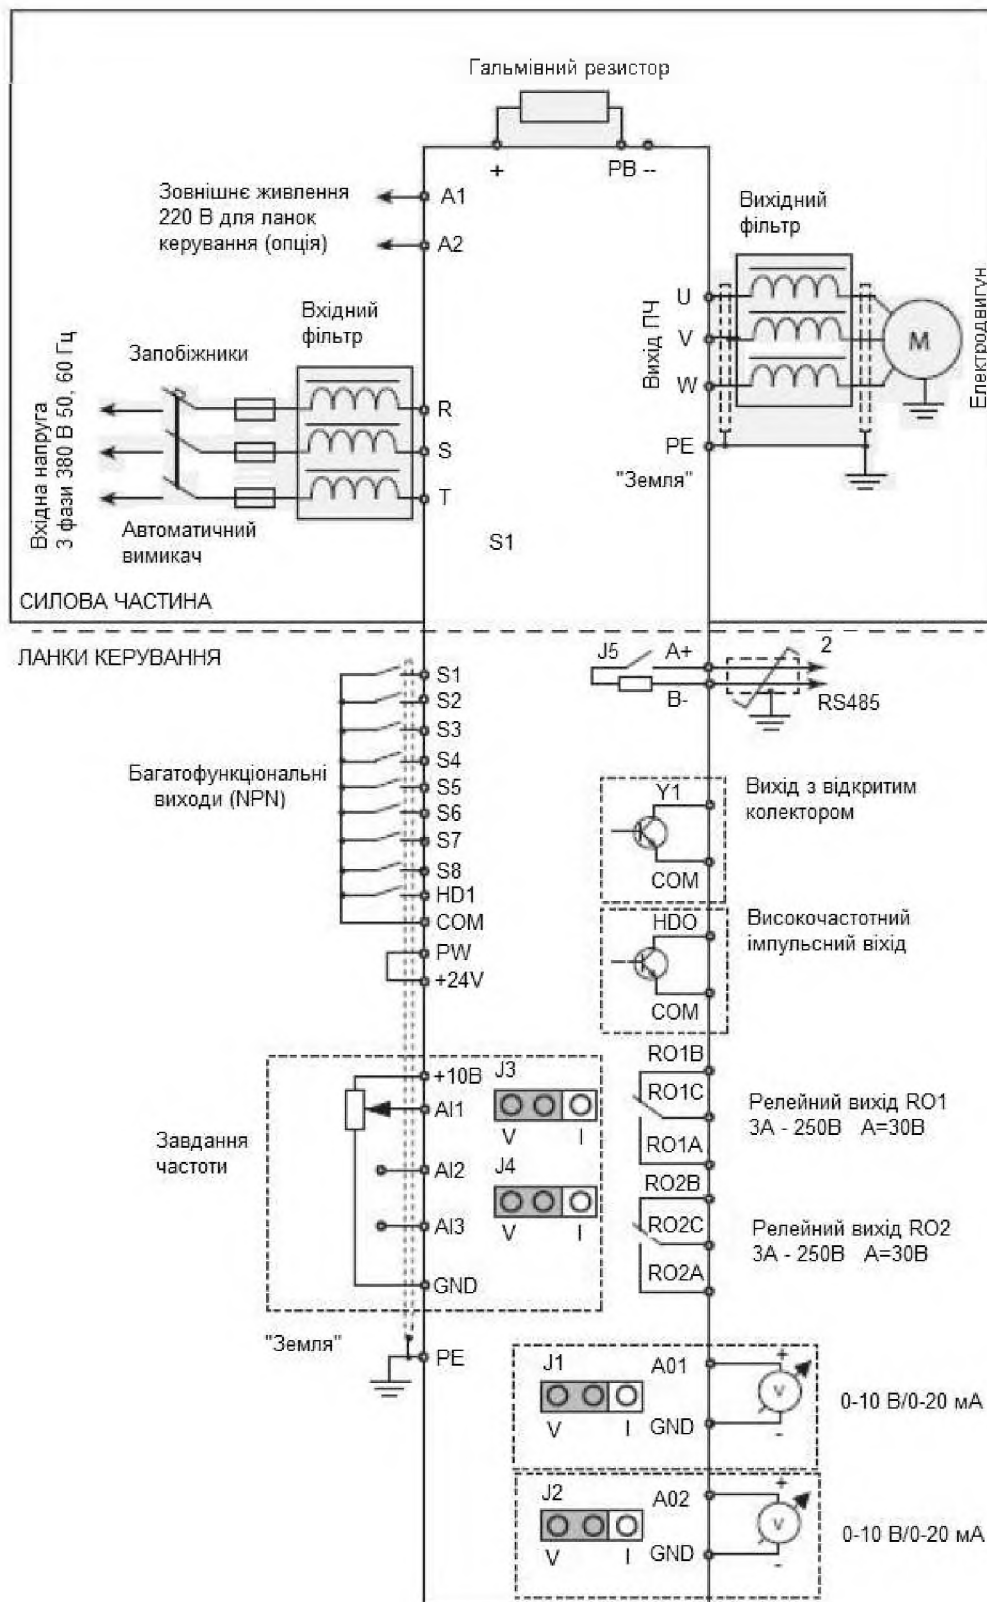 Гальмівний резистор
+
PB --
Зовнішнє живлення
220 В для ланок
керування (опція)
A1
A2
Вихідний
фільтр
U
V
W
Вихід ПЧ
M
Електродвигун
PE
"Земля"
Вхідний
фільтр
Запобіжники
R
S
T
Вхідна напруга
3 фази 380 В 50, 60 Гц
Автоматичний
вимикач
S1
СИЛОВА ЧАСТИНА
ЛАНКИ КЕРУВАННЯ
S1
S2
S3
S4
S5
S6
S7
S8
HD1
COM
PW
+24V
Багатофункціональні
виходи (NPN)
J5
A+
B-
2
RS485
Y1
COM
Вихід з відкритим
колектором
HDO
COM
Високочастотний
імпульсний віхід
+10В
AI1
AI2
AI3
GND
J3
V I
J4
V I
Завдання
частоти
RO1B
RO1C
RO1A
Релейний вихід RO1
3А - 250В А=30В
RO2B
RO2C
RO2A
Релейний вихід RO2
3А - 250В А=30В
"Земля"
PE
J1
V I
A01
GND
+
V
-
0-10 В/0-20 мА
J2
V I
A02
GND
+
V
-
0-10 В/0-20 мА